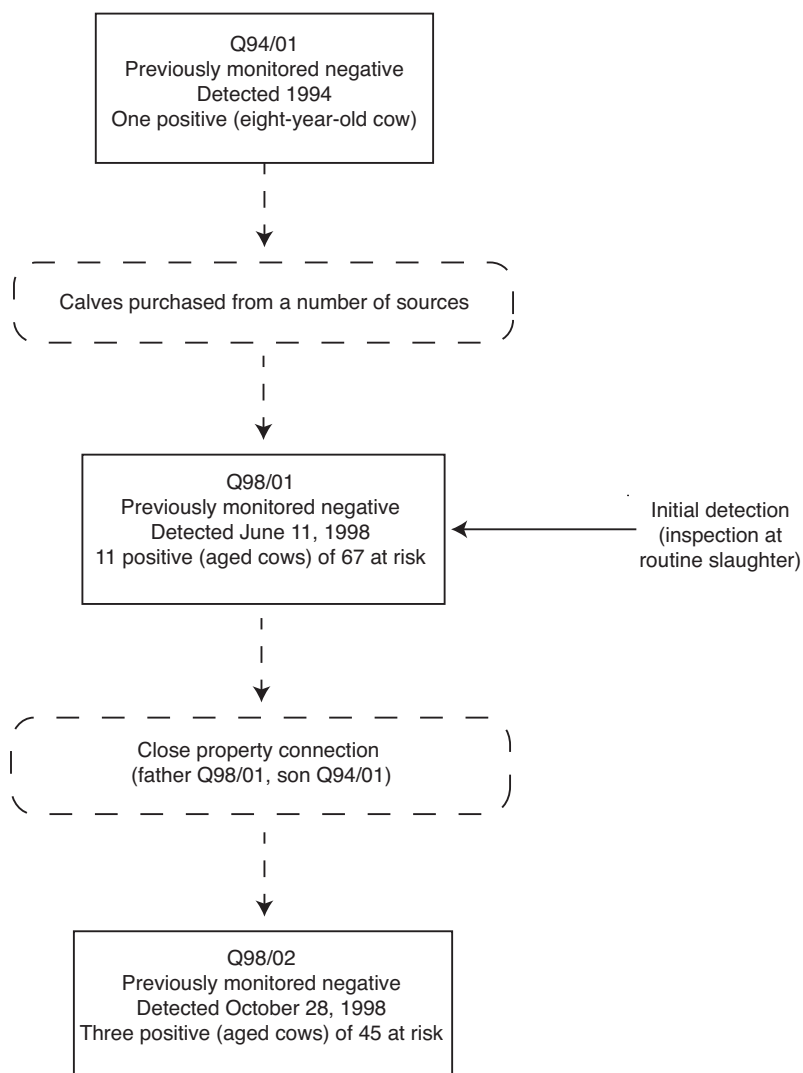 Q94/01
Previously monitored negative
Detected 1994
One positive (eight-year-old cow)
Calves purchased from a number of sources
Q98/01
Previously monitored negative
Detected June 11, 1998
11 positive (aged cows) of 67 at risk
Initial detection
(inspection at
routine slaughter)
Close property connection
(father Q98/01, son Q94/01)
Q98/02
Previously monitored negative
Detected October 28, 1998
Three positive (aged cows) of 45 at risk